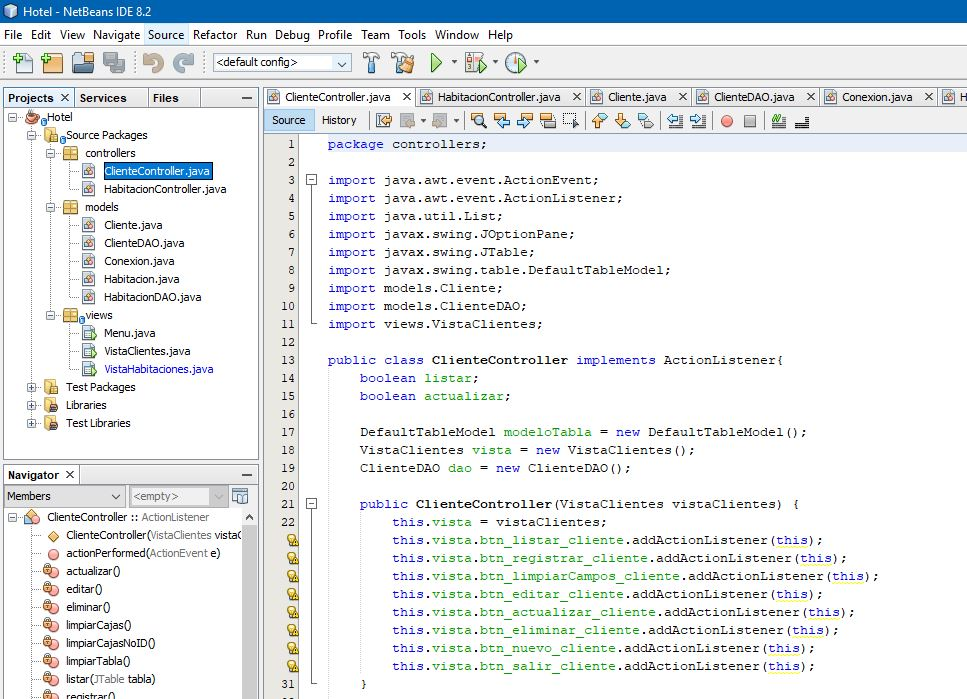 Hotel - NetBeans IDE 8.2
File Edit View Navigate Source Refactor Run Debug Profile Team Tools Window Help
<default config>
Projects Services Files
Hotel
Source Packages
controllers
ClienteController.java
HabitacionController.java
models
Cliente.java
ClienteDAO.java
Conexion.java
Habitacion.java
HabitacionDAO.java
views
Menu.java
VistaClientes.java
VistaHabitaciones.java
Test Packages
Libraries
Test Libraries
Navigator
Members <empty>
ClienteController :: ActionListener
ClienteController(VistaClientes vistaC
actionPerformed(ActionEvent e)
actualizar()
editar()
eliminar()
limpiarCajas()
limpiarCajasNoID()
limpiarTabla()
listar(JTable tabla)
registrar()
ClienteController.java HabitacionController.java Cliente.java ClienteDAO.java Conexion.java H
Source History
1 package controllers;
2
3 import java.awt.event.ActionEvent;
4 import java.awt.event.ActionListener;
5 import java.util.List;
6 import javax.swing.JOptionPane;
7 import javax.swing.JTable;
8 import javax.swing.table.DefaultTableModel;
9 import models.Cliente;
10 import models.ClienteDAO;
11 import views.VistaClientes;
12
13 public class ClienteController implements ActionListener{
14 boolean listar;
15 boolean actualizar;
16
17 DefaultTableModel modeloTabla = new DefaultTableModel();
18 VistaClientes vista = new VistaClientes();
19 ClienteDAO dao = new ClienteDAO();
20
21 public ClienteController(VistaClientes vistaClientes) {
22 this.vista = vistaClientes;
this.vista.btn_listar_cliente.addActionListener(this);
this.vista.btn_registrar_cliente.addActionListener(this);
this.vista.btn_limpiarCampos_cliente.addActionListener(this);
this.vista.btn_editar_cliente.addActionListener(this);
this.vista.btn_actualizar_cliente.addActionListener(this);
this.vista.btn_eliminar_cliente.addActionListener(this);
this.vista.btn_nuevo_cliente.addActionListener(this);
this.vista.btn_salir_cliente.addActionListener(this);
31 }